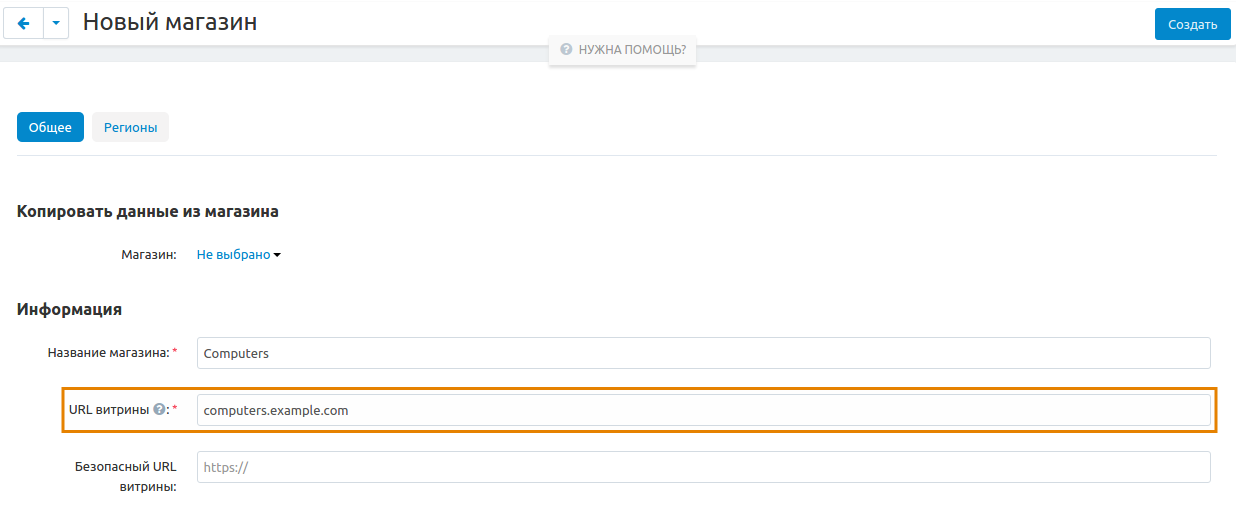 Новый магазин
Создать
НУЖНА ПОМОЩЬ?
Общее
Регионы
Копировать данные из магазина
Магазин: Не выбрано
Информация
Название магазина: * Computers
URL витрины ?: * computers.example.com
Безопасный URL https://
витрины: